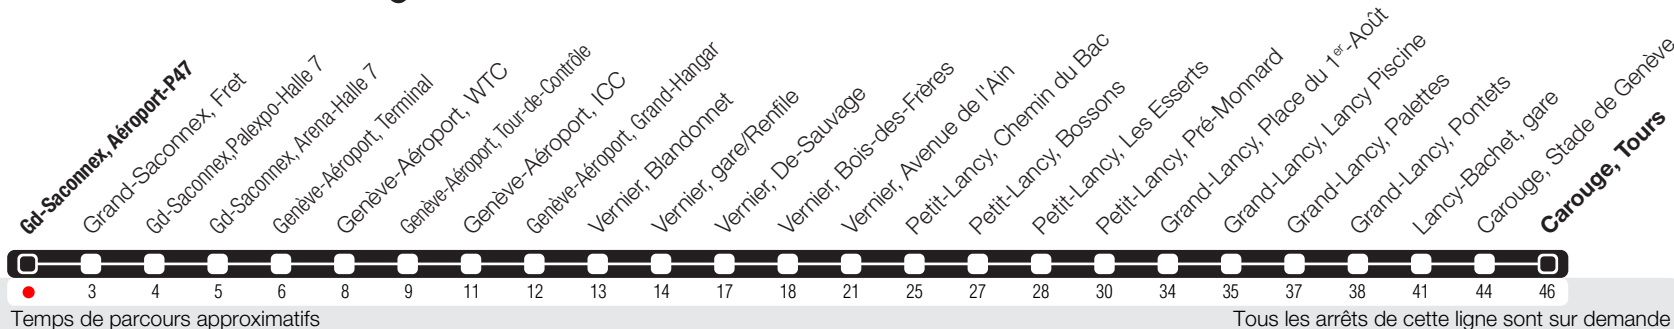 Gd-Saconnex, Aéroport-P47
Grand-Saconnex, Fret
Gd-Saconnex,Palexpo-Halle 7
Gd-Saconnex, Arena-Halle 7
Genève-Aéroport, Terminal
Genève-Aéroport, WTC
Genève-Aéroport, Tour-de-Contrôle
Genève-Aéroport, ICC
Genève-Aéroport, Grand-Hangar
Vernier, Blandonnet
Vernier, gare/Renfile
Vernier, De-Sauvage
Vernier, Bois-des-Frères
Vernier, Avenue de l'Ain
Petit-Lancy, Chemin du Bac
Petit-Lancy, Bossons
Petit-Lancy, Les Esserts
Petit-Lancy, Pré-Monnard
Grand-Lancy, Place du 1er-Août
Grand-Lancy, Lancy Piscine
Grand-Lancy, Palettes
Grand-Lancy, Pontets
Lancy-Bachet, gare
Carouge, Stade de Genève
Carouge, Tours
3 4 5 6 8 9 11 12 13 14 17 18 21 25 27 28 30 34 35 37 38 41 44 46
Temps de parcours approximatifs
Tous les arrêts de cette ligne sont sur demande